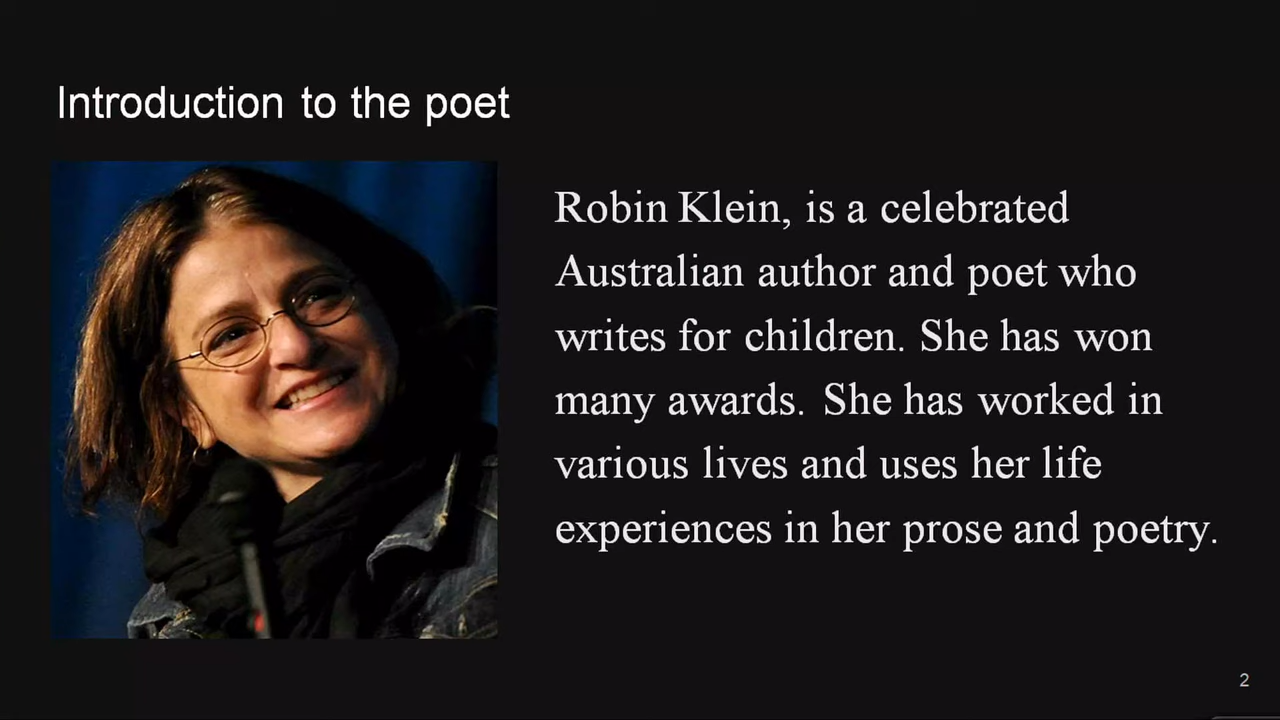 Introduction to the poet
Robin Klein, is a celebrated
Australian author and poet who
writes for children. She has won
many awards. She has worked in
various lives and uses her life
experiences in her prose and poetry.
2